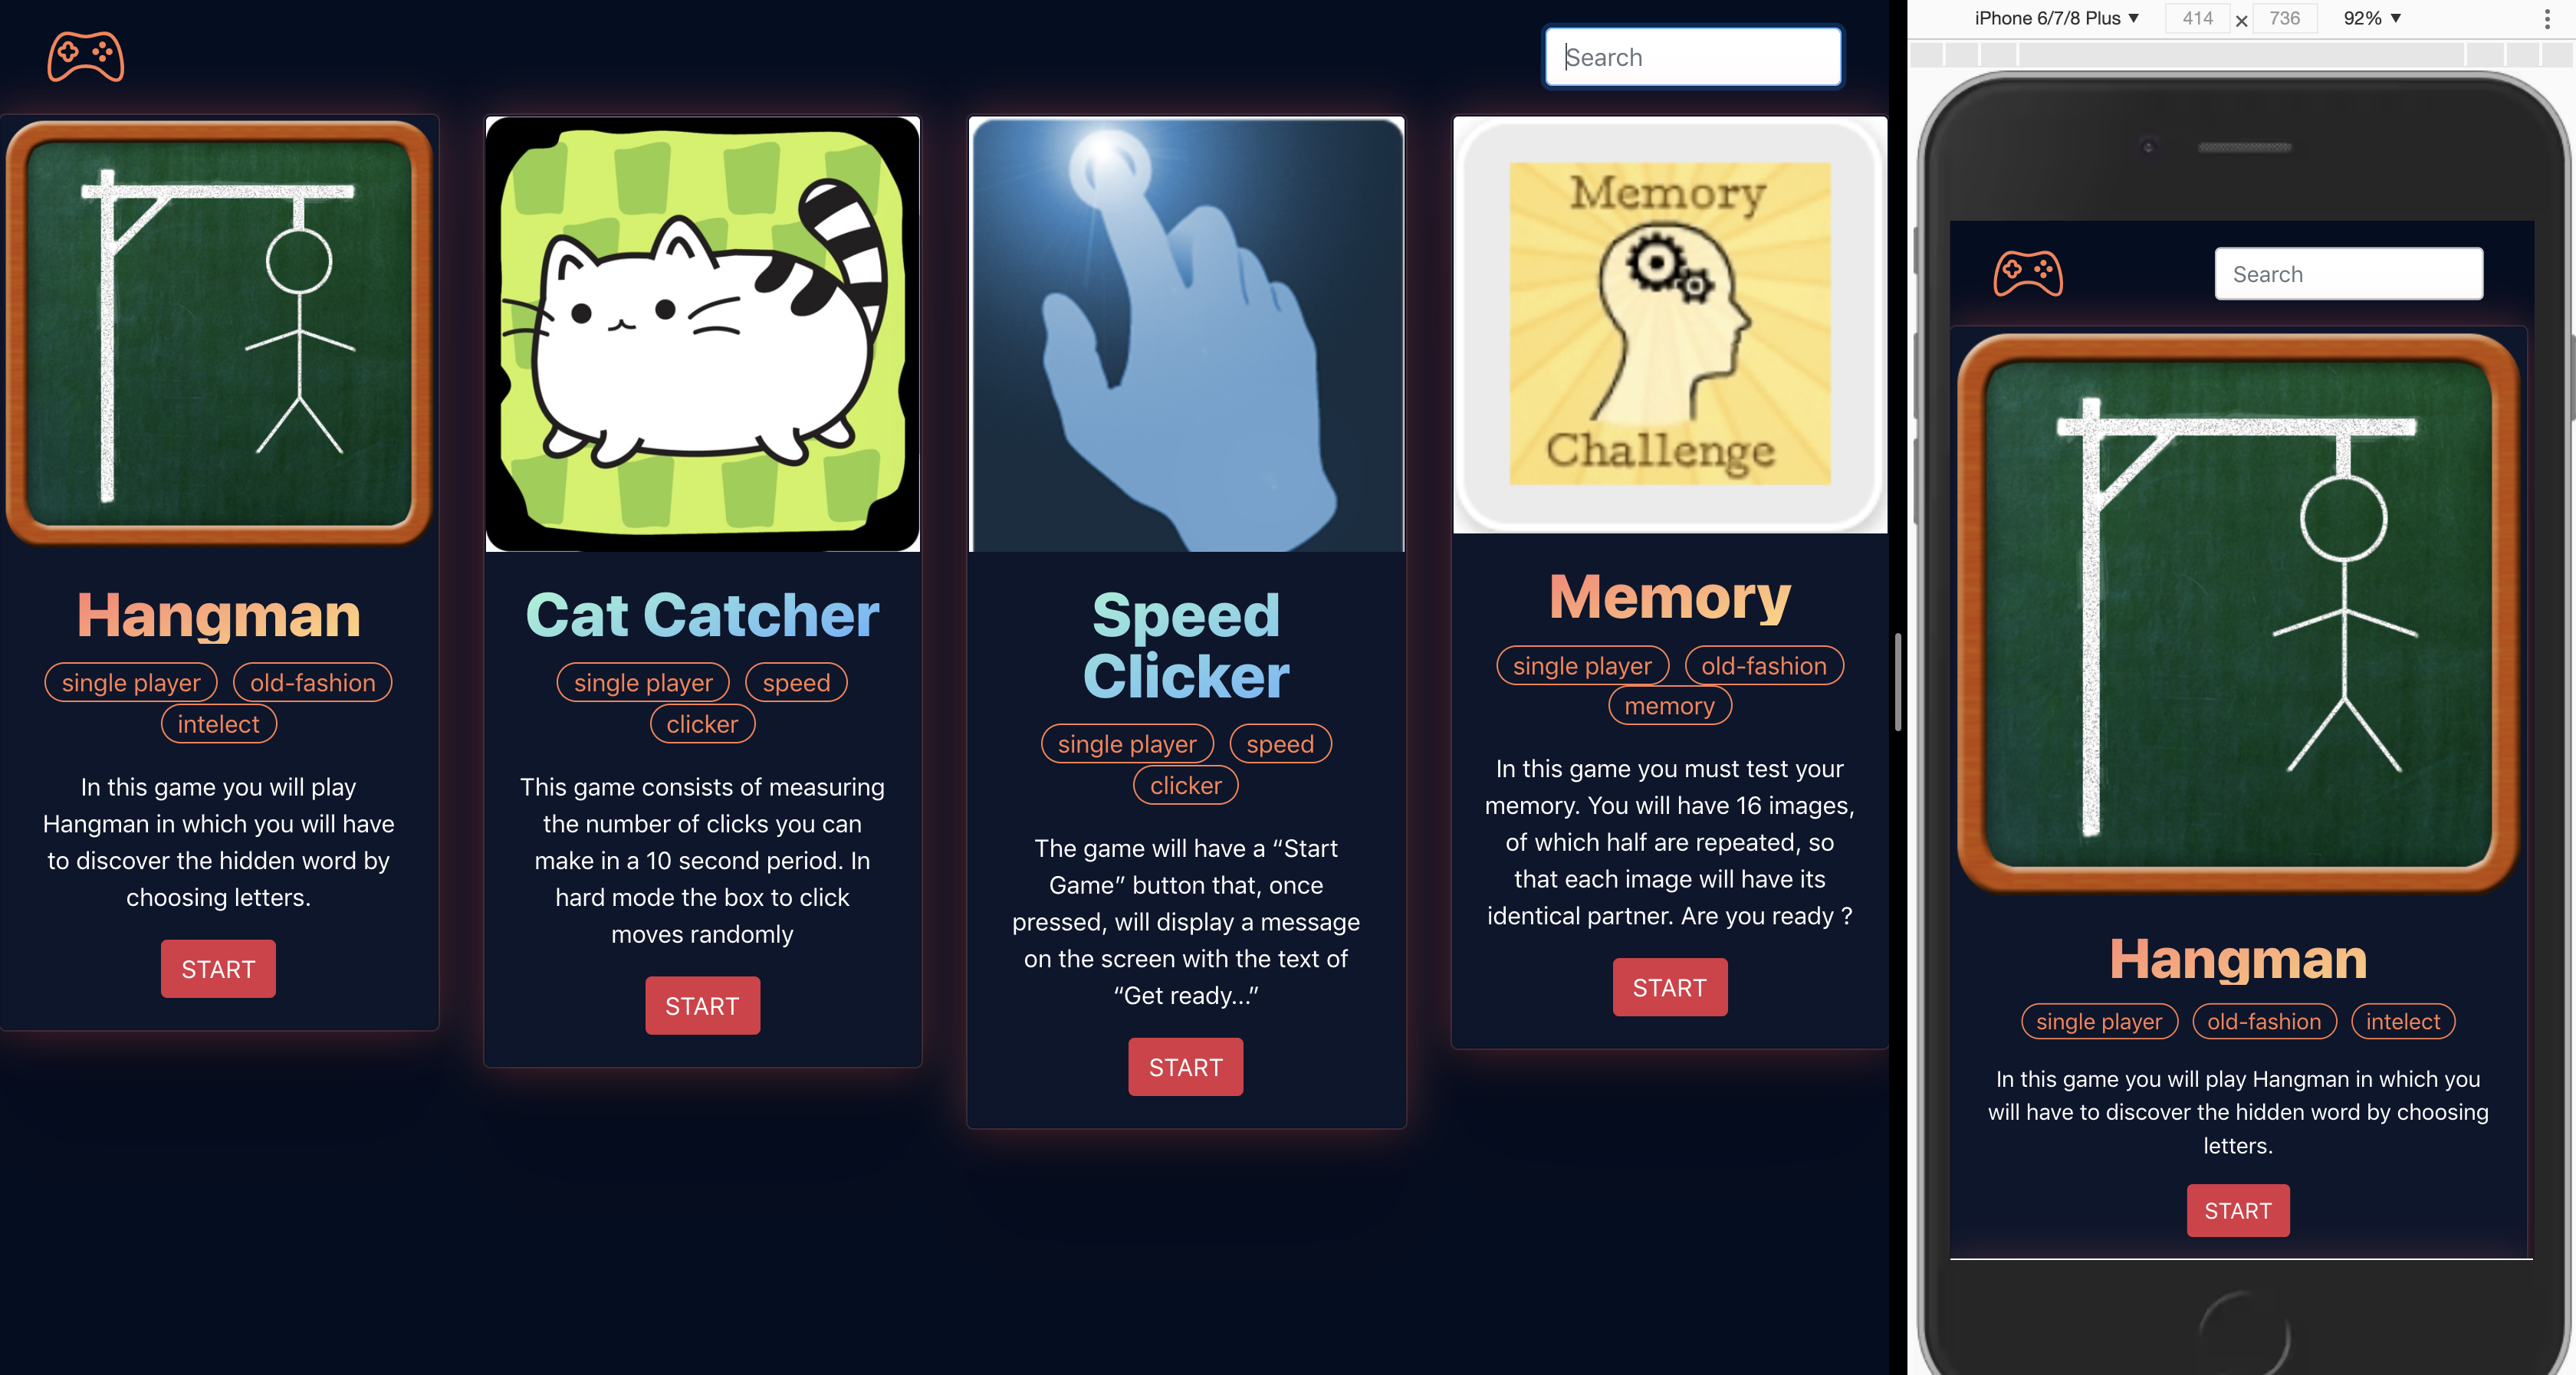 Search
Memory
Challenge
Hangman
single player
old-fashion
intelect
In this game you will play
Hangman in which you will have
to discover the hidden word by
choosing letters.
START
Cat Catcher
single player
speed
clicker
This game consists of measuring
the number of clicks you can
make in a 10 second period. In
hard mode the box to click
moves randomly
START
Speed
Clicker
single player
speed
clicker
The game will have a “Start
Game” button that, once
pressed, will display a message
on the screen with the text of
“Get ready...”
START
Memory
single player
old-fashion
memory
In this game you must test your
memory. You will have 16 images,
of which half are repeated, so
that each image will have its
identical partner. Are you ready ?
START
iPhone 6/7/8 Plus ▼ 414 × 736 92% ▼
Search
Hangman
single player
old-fashion
intelect
In this game you will play Hangman in which you
will have to discover the hidden word by choosing
letters.
START